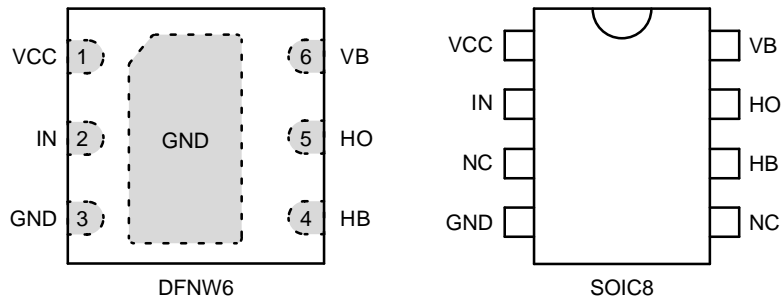 VCC 1 6 VB
IN 2 GND 5 HO
GND 3 4 HB
DFNW6
VCC VB
IN HO
NC HB
GND NC
SOIC8